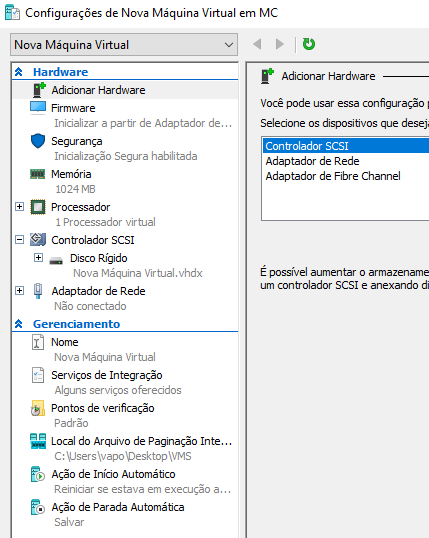 Configurações de Nova Máquina Virtual em MC
Nova Máquina Virtual
Hardware
Adicionar Hardware
Firmware
Inicializar a partir de Adaptador de...
Segurança
Inicialização Segura habilitada
Memória
1024 MB
Processador
1 Processador virtual
Controlador SCSI
Disco Rígido
Nova Máquina Virtual.vhdx
Adaptador de Rede
Não conectado
Gerenciamento
Nome
Nova Máquina Virtual
Serviços de Integração
Alguns serviços oferecidos
Pontos de verificação
Padrão
Local do Arquivo de Paginação Inte...
C:\Users\vapo\Desktop\VMS
Ação de Início Automático
Reiniciar se estava em execução a...
Ação de Parada Automática
Salvar
Adicionar Hardware
Você pode usar essa configuração p
Selecione os dispositivos que desej
Controlador SCSI
Adaptador de Rede
Adaptador de Fibre Channel
É possível aumentar o armazename
um controlador SCSI e anexando di